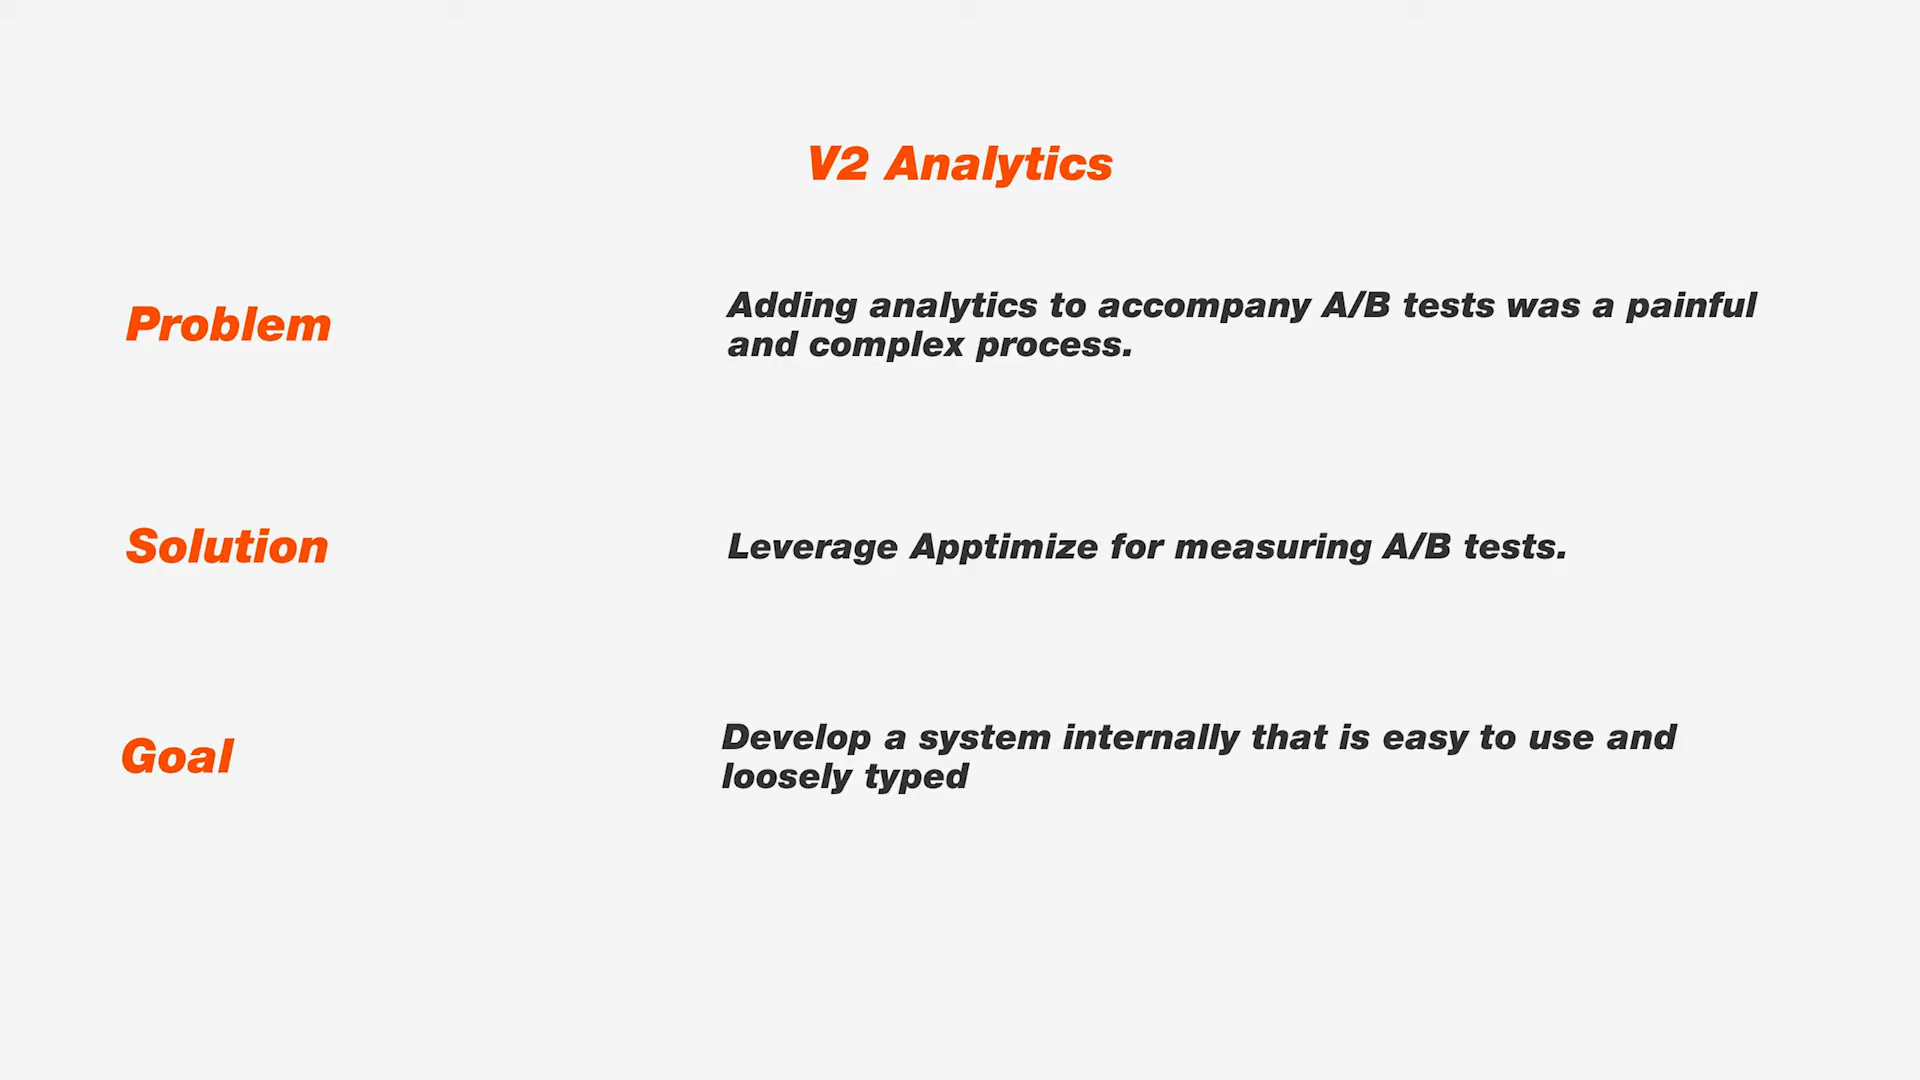 V2 Analytics
Problem
Adding analytics to accompany A/B tests was a painful
and complex process.
Solution
Leverage Apptimize for measuring A/B tests.
Goal
Develop a system internally that is easy to use and
loosely typed